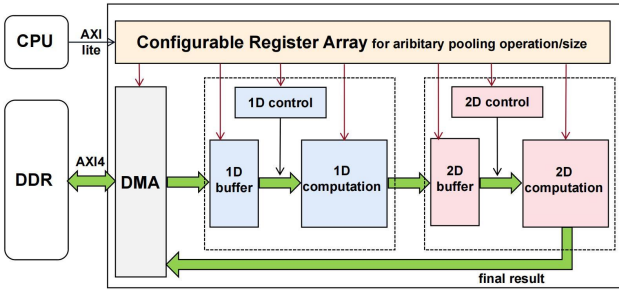 CPU
AXI
lite
Configurable Register Array for aribitary pooling operation/size
1D control
2D control
DDR
AXI4
DMA
1D
buffer
1D
computation
2D
buffer
2D
computation
final result